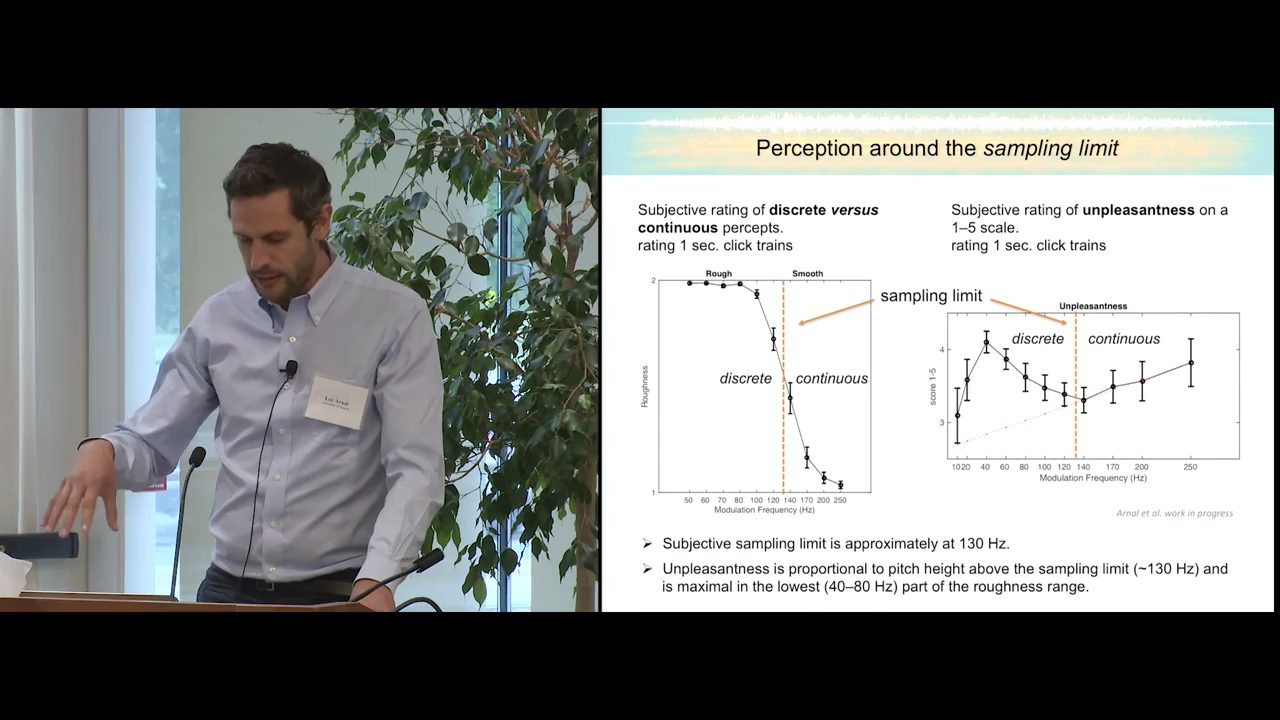 Perception around the sampling limit
Subjective rating of discrete versus
continuous percepts.
rating 1 sec. click trains
Subjective rating of unpleasantness on a
1–5 scale.
rating 1 sec. click trains
Rough Smooth
2
Roughness
1
discrete continuous
50 60 70 80 100 120 140 170 200 250
Modulation Frequency (Hz)
sampling limit
Unpleasantness
discrete continuous
4
score 1-5
3
10 20 40 60 80 100 120 140 170 200 250
Modulation Frequency (Hz)
Arnal et al. work in progress
➢ Subjective sampling limit is approximately at 130 Hz.
➢ Unpleasantness is proportional to pitch height above the sampling limit (~130 Hz) and
is maximal in the lowest (40–80 Hz) part of the roughness range.
Luc Arnal